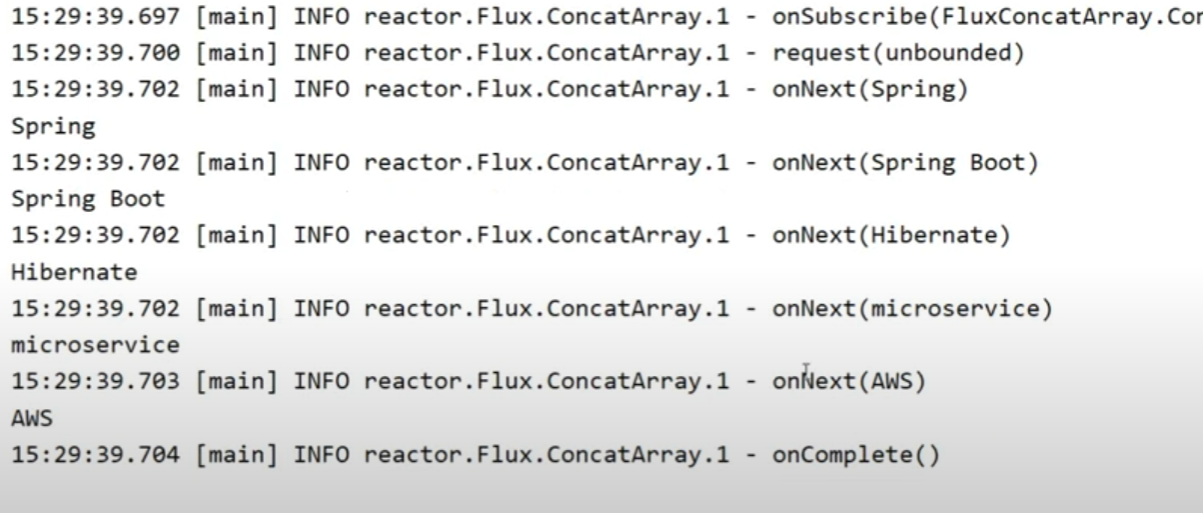 15:29:39.697 [main] INFO reactor.Flux.ConcatArray.1 - onSubscribe(FluxConcatArray.Con
15:29:39.700 [main] INFO reactor.Flux.ConcatArray.1 - request(unbounded)
15:29:39.702 [main] INFO reactor.Flux.ConcatArray.1 - onNext(Spring)
Spring
15:29:39.702 [main] INFO reactor.Flux.ConcatArray.1 - onNext(Spring Boot)
Spring Boot
15:29:39.702 [main] INFO reactor.Flux.ConcatArray.1 - onNext(Hibernate)
Hibernate
15:29:39.702 [main] INFO reactor.Flux.ConcatArray.1 - onNext(microservice)
microservice
15:29:39.703 [main] INFO reactor.Flux.ConcatArray.1 - onNext(AWS)
AWS
15:29:39.704 [main] INFO reactor.Flux.ConcatArray.1 - onComplete()